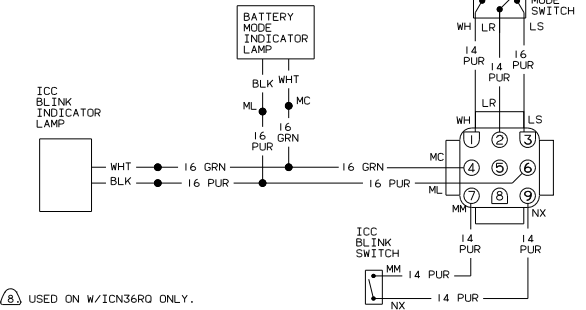 MODE
SWITCH
BATTERY
MODE
INDICATOR
LAMP
WH LR LS
14
PUR
14
PUR
16
PUR
BLK WHT
ML MC
16
PUR
16
GRN
ICC
BLINK
INDICATOR
LAMP
LR
WH LS
1 2 3
MC
WHT 16 GRN 16 GRN 4 5 6
BLK 16 PUR 16 PUR ML
7 8 9
MM NX
14
PUR
14
PUR
ICC
BLINK
SWITCH
MM 14 PUR
NX 14 PUR
8. USED ON W/ICN36RQ ONLY.